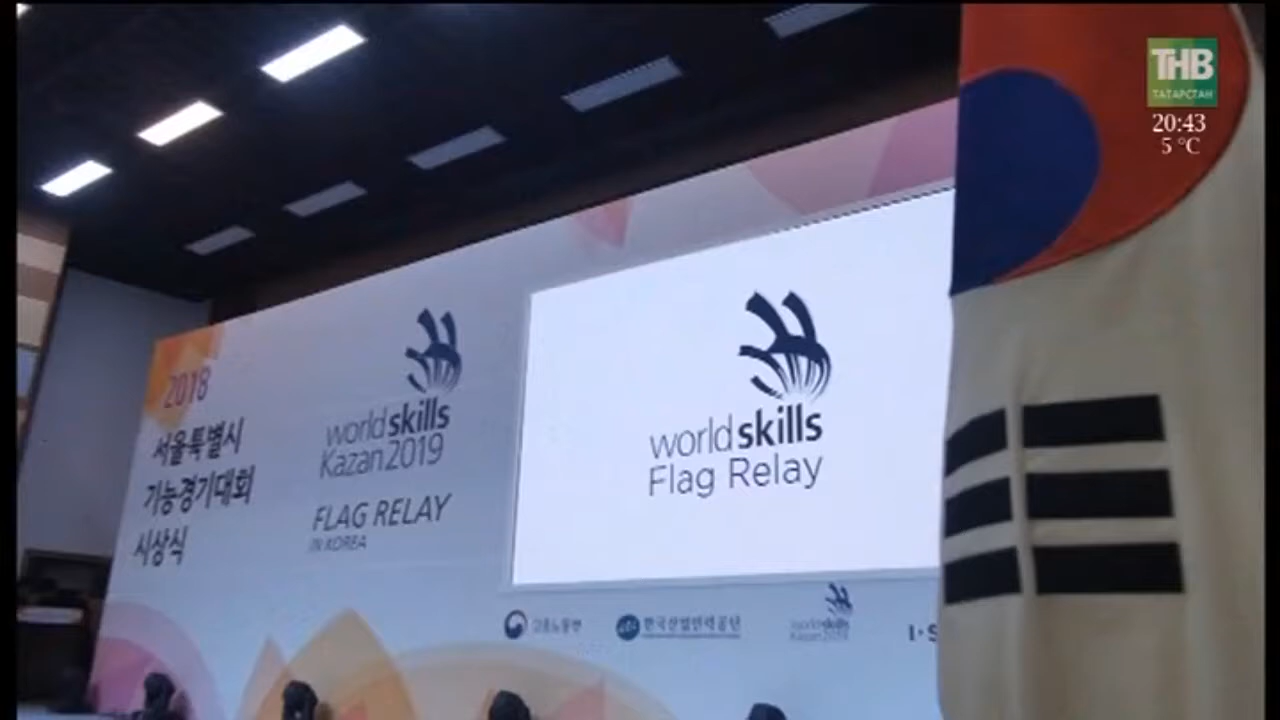 ТНВ
ТАТАРСТАН
20:43
5 °C
2018
서울특별시
기능경기대회
시상식
worldskills
Kazan 2019
FLAG RELAY
IN KOREA
worldskills
Flag Relay
고용노동부
한국산업인력공단
worldskills
Kazan 2019